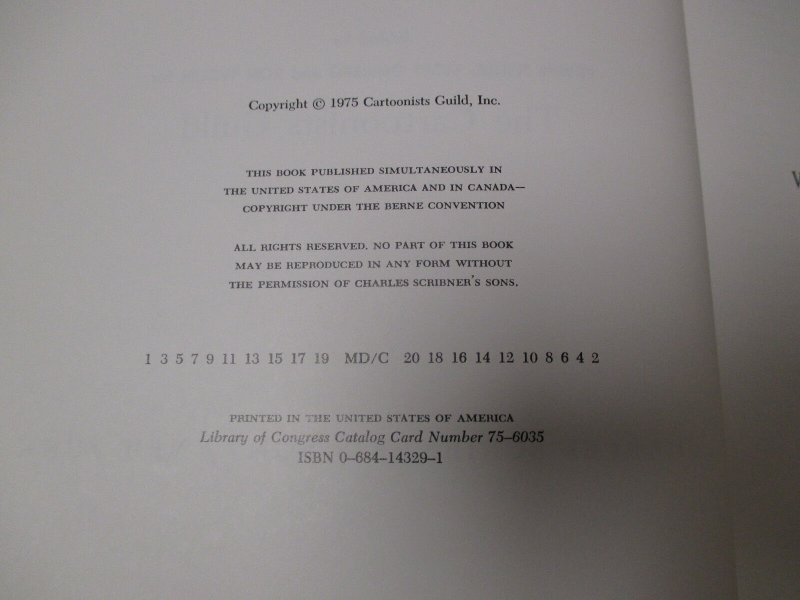 Copyright © 1975 Cartoonists Guild, Inc.
THIS BOOK PUBLISHED SIMULTANEOUSLY IN
THE UNITED STATES OF AMERICA AND IN CANADA—
COPYRIGHT UNDER THE BERNE CONVENTION
ALL RIGHTS RESERVED. NO PART OF THIS BOOK
MAY BE REPRODUCED IN ANY FORM WITHOUT
THE PERMISSION OF CHARLES SCRIBNER'S SONS.
1 3 5 7 9 11 13 15 17 19 MD/C 20 18 16 14 12 10 8 6 4 2
PRINTED IN THE UNITED STATES OF AMERICA
Library of Congress Catalog Card Number 75–6035
ISBN 0–684–14329–1